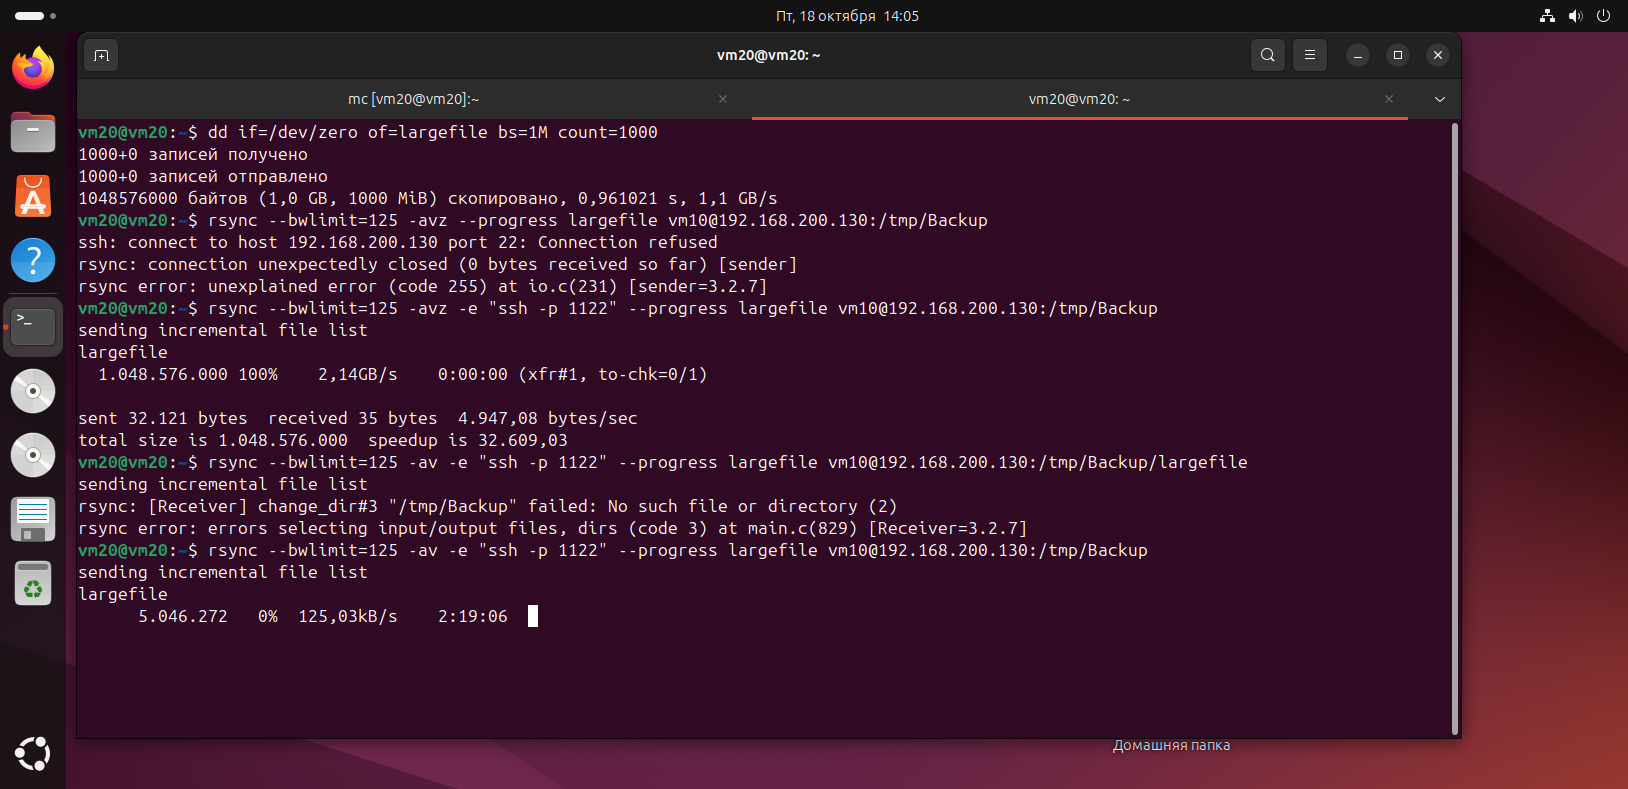 Пт, 18 октября 14:05
vm20@vm20: ~
mc [vm20@vm20]:~
vm20@vm20: ~
vm20@vm20:~$ dd if=/dev/zero of=largefile bs=1M count=1000
1000+0 записей получено
1000+0 записей отправлено
1048576000 байтов (1,0 GB, 1000 MiB) скопировано, 0,961021 s, 1,1 GB/s
vm20@vm20:~$ rsync --bwlimit=125 -avz --progress largefile vm10@192.168.200.130:/tmp/Backup
ssh: connect to host 192.168.200.130 port 22: Connection refused
rsync: connection unexpectedly closed (0 bytes received so far) [sender]
rsync error: unexplained error (code 255) at io.c(231) [sender=3.2.7]
vm20@vm20:~$ rsync --bwlimit=125 -avz -e "ssh -p 1122" --progress largefile vm10@192.168.200.130:/tmp/Backup
sending incremental file list
largefile
  1.048.576.000 100%    2,14GB/s    0:00:00 (xfr#1, to-chk=0/1)
sent 32.121 bytes  received 35 bytes  4.947,08 bytes/sec
total size is 1.048.576.000  speedup is 32.609,03
vm20@vm20:~$ rsync --bwlimit=125 -av -e "ssh -p 1122" --progress largefile vm10@192.168.200.130:/tmp/Backup/largefile
sending incremental file list
rsync: [Receiver] change_dir#3 "/tmp/Backup" failed: No such file or directory (2)
rsync error: errors selecting input/output files, dirs (code 3) at main.c(829) [Receiver=3.2.7]
vm20@vm20:~$ rsync --bwlimit=125 -av -e "ssh -p 1122" --progress largefile vm10@192.168.200.130:/tmp/Backup
sending incremental file list
largefile
      5.046.272   0%  125,03kB/s    2:19:06
Домашняя папка